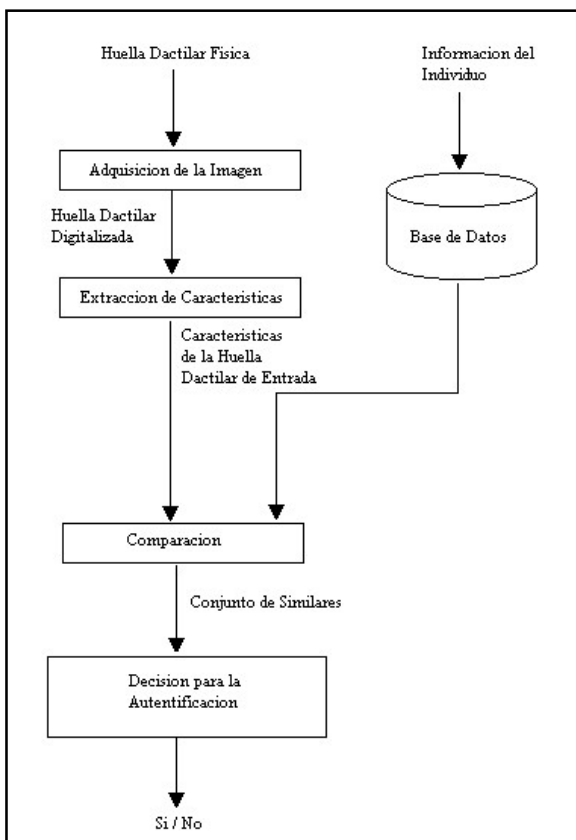 Huella Dactilar Fisica
Informacion del
Individuo
Adquisicion de la Imagen
Huella Dactilar
Digitalizada
Base de Datos
Extraccion de Caracteristicas
Caracteristicas
de la Huella
Dactilar de Entrada
Comparacion
Conjunto de Similares
Decision para la
Autentificacion
Si / No